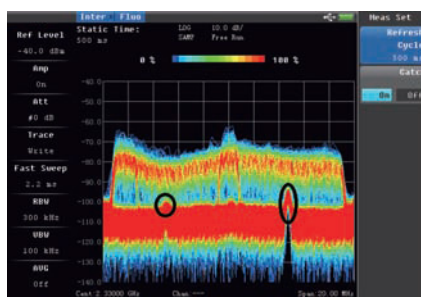 Inter - Fluo
Meas Set
Ref Level
-40.0 dBm
Static Time:
500 ms
LOG 10.0 dB/
SAMP Free Run
0 % 100 %
Refresh
Cycle
500 ms
Amp
On
Att
#0 dB
Trace
Write
Fast Sweep
2.2 ms
RBW
300 kHz
VBW
100 kHz
AVG
Off
On OFF
-40.0
-50.0
-60.0
-70.0
-80.0
-90.0
-100.0
-110.0
-120.0
-130.0
-140.0
Chan:---
Span:20.00 MHz